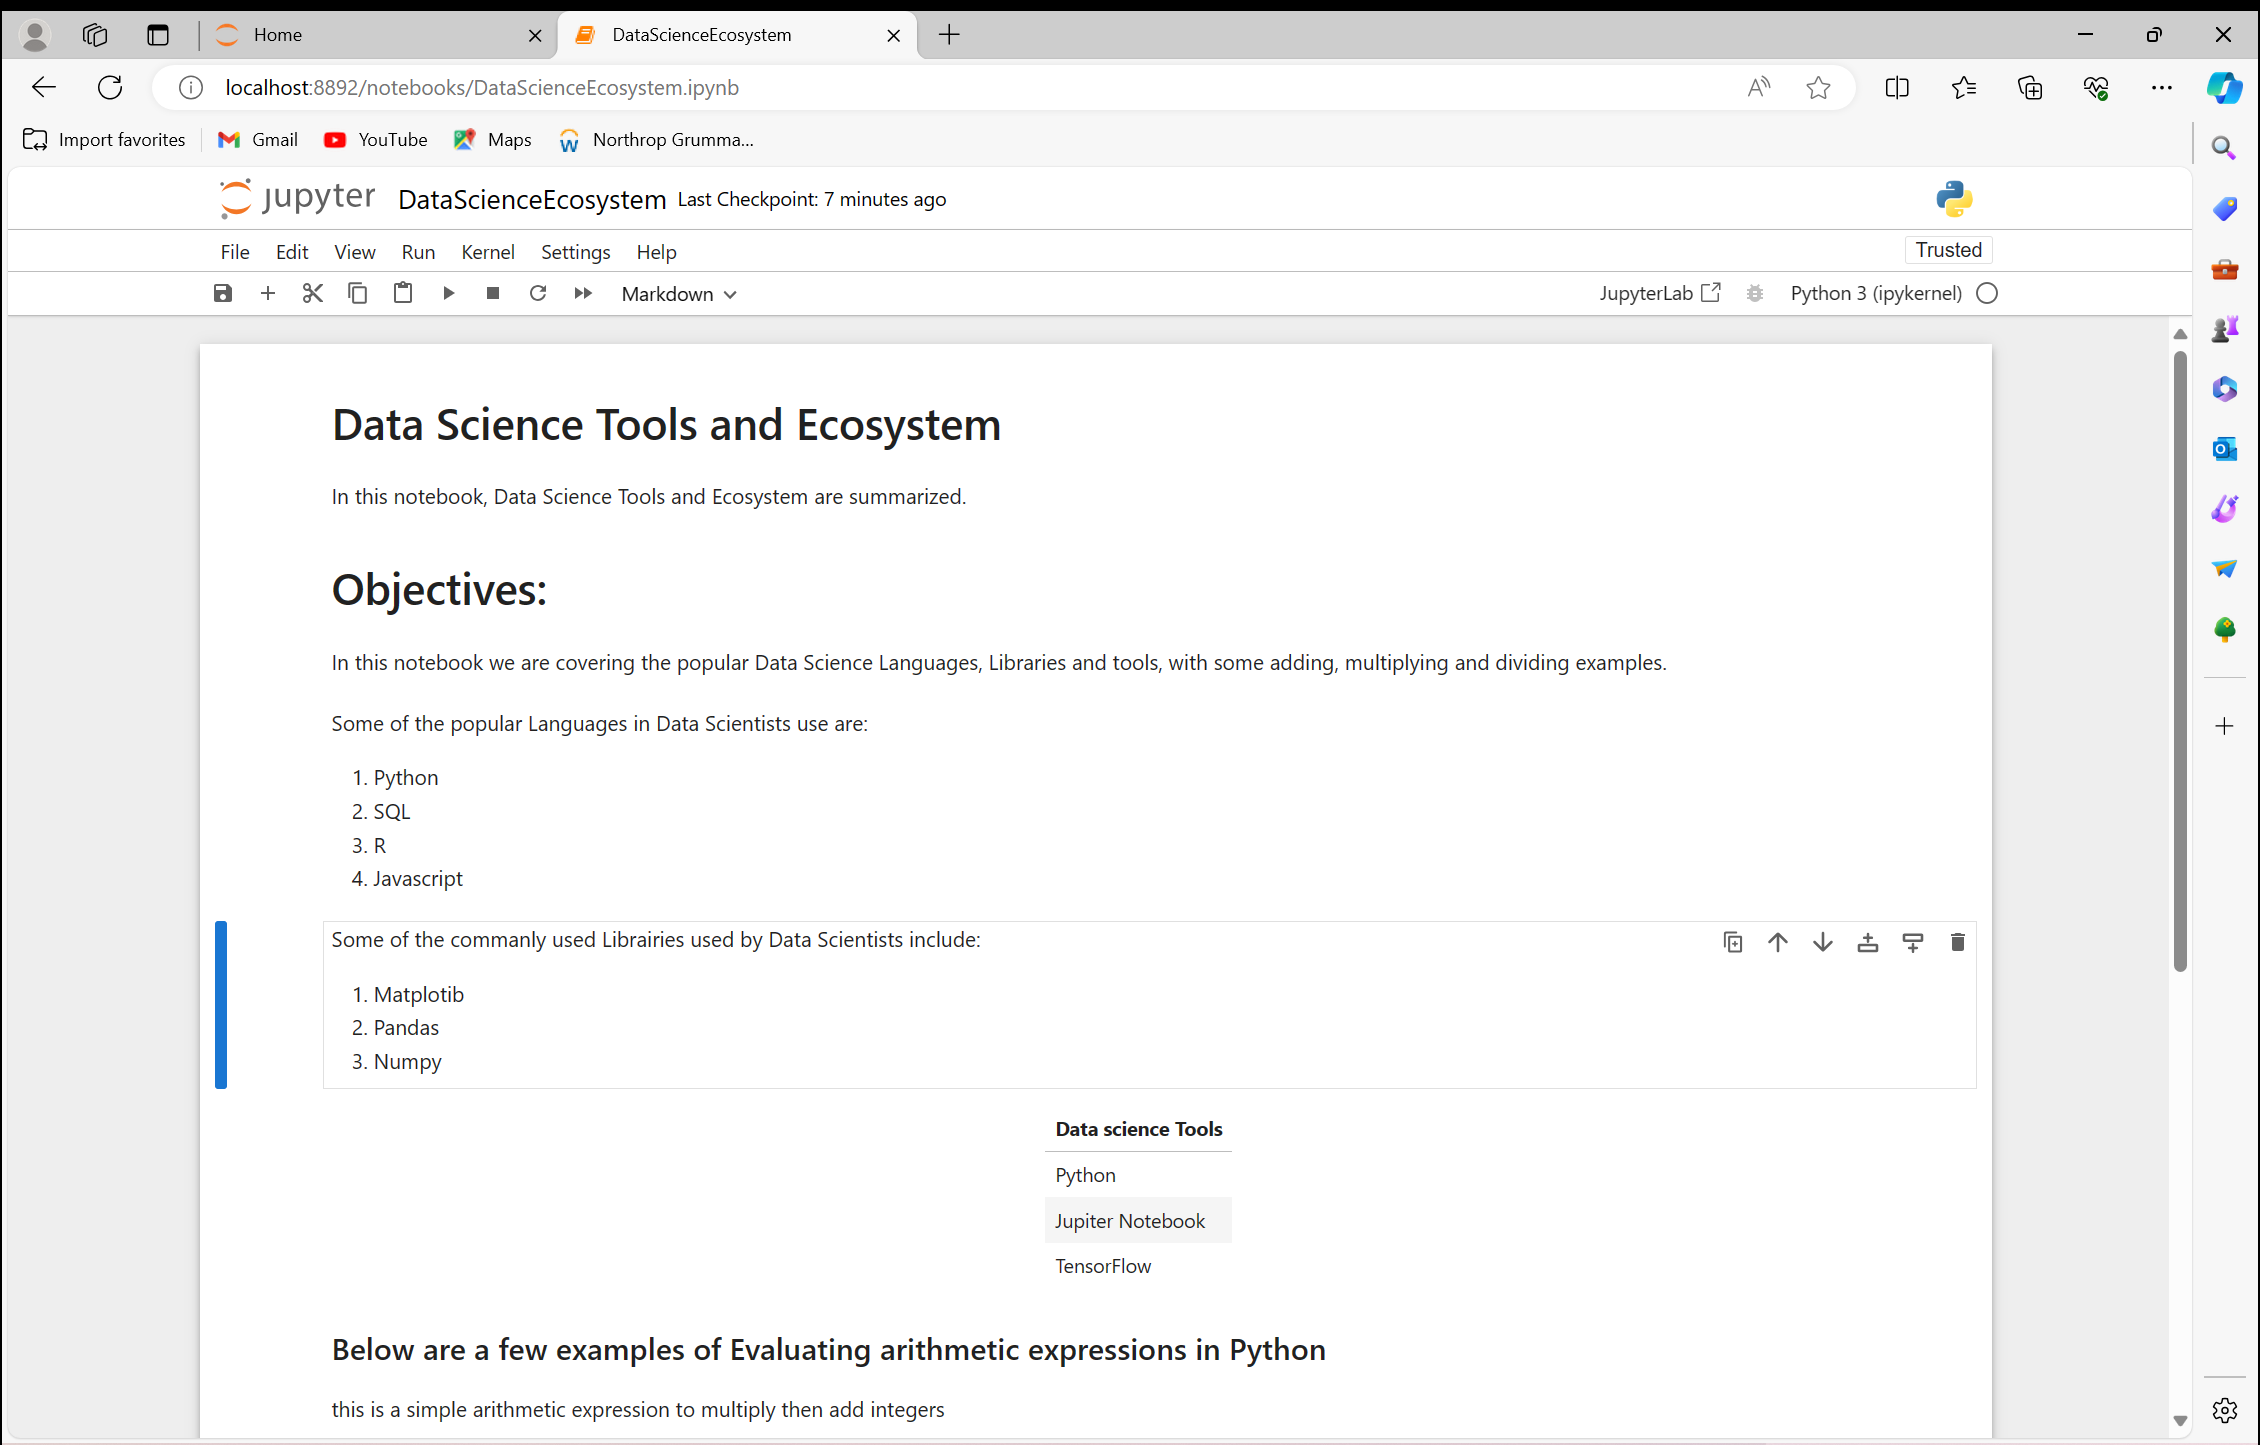 Home
DataScienceEcosystem
localhost:8892/notebooks/DataScienceEcosystem.ipynb
Import favorites
Gmail
YouTube
Maps
Northrop Grumma...
jupyter DataScienceEcosystem Last Checkpoint: 7 minutes ago
File Edit View Run Kernel Settings Help
Trusted
Markdown
JupyterLab
Python 3 (ipykernel)
Data Science Tools and Ecosystem
In this notebook, Data Science Tools and Ecosystem are summarized.
Objectives:
In this notebook we are covering the popular Data Science Languages, Libraries and tools, with some adding, multiplying and dividing examples.
Some of the popular Languages in Data Scientists use are:
1. Python
2. SQL
3. R
4. Javascript
Some of the commanly used Librairies used by Data Scientists include:
1. Matplotib
2. Pandas
3. Numpy
Data science Tools
Python
Jupiter Notebook
TensorFlow
Below are a few examples of Evaluating arithmetic expressions in Python
this is a simple arithmetic expression to multiply then add integers